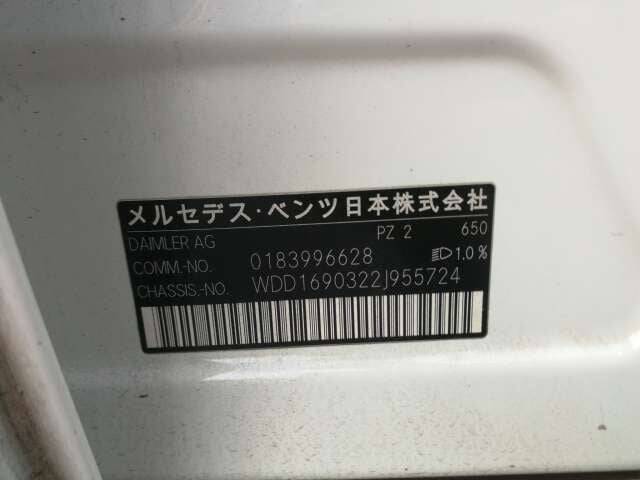 メルセデス・ベンツ日本株式会社
DAIMLER AG PZ 2 650
COMM.-NO. 0183996628 1.0%
CHASSIS.-NO. WDD1690322J955724